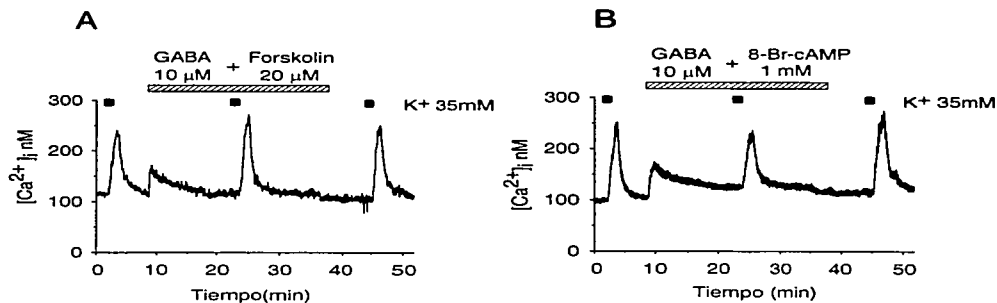 A
GABA + Forskolin
10 µM 20 µM
K+ 35mM
[Ca2+]i nM
300
200
100
0
0 10 20 30 40 50
Tiempo(min)
B
GABA + 8-Br-cAMP
10 µM 1 mM
K+ 35mM
[Ca2+]i nM
300
200
100
0
0 10 20 30 40 50
Tiempo (min)